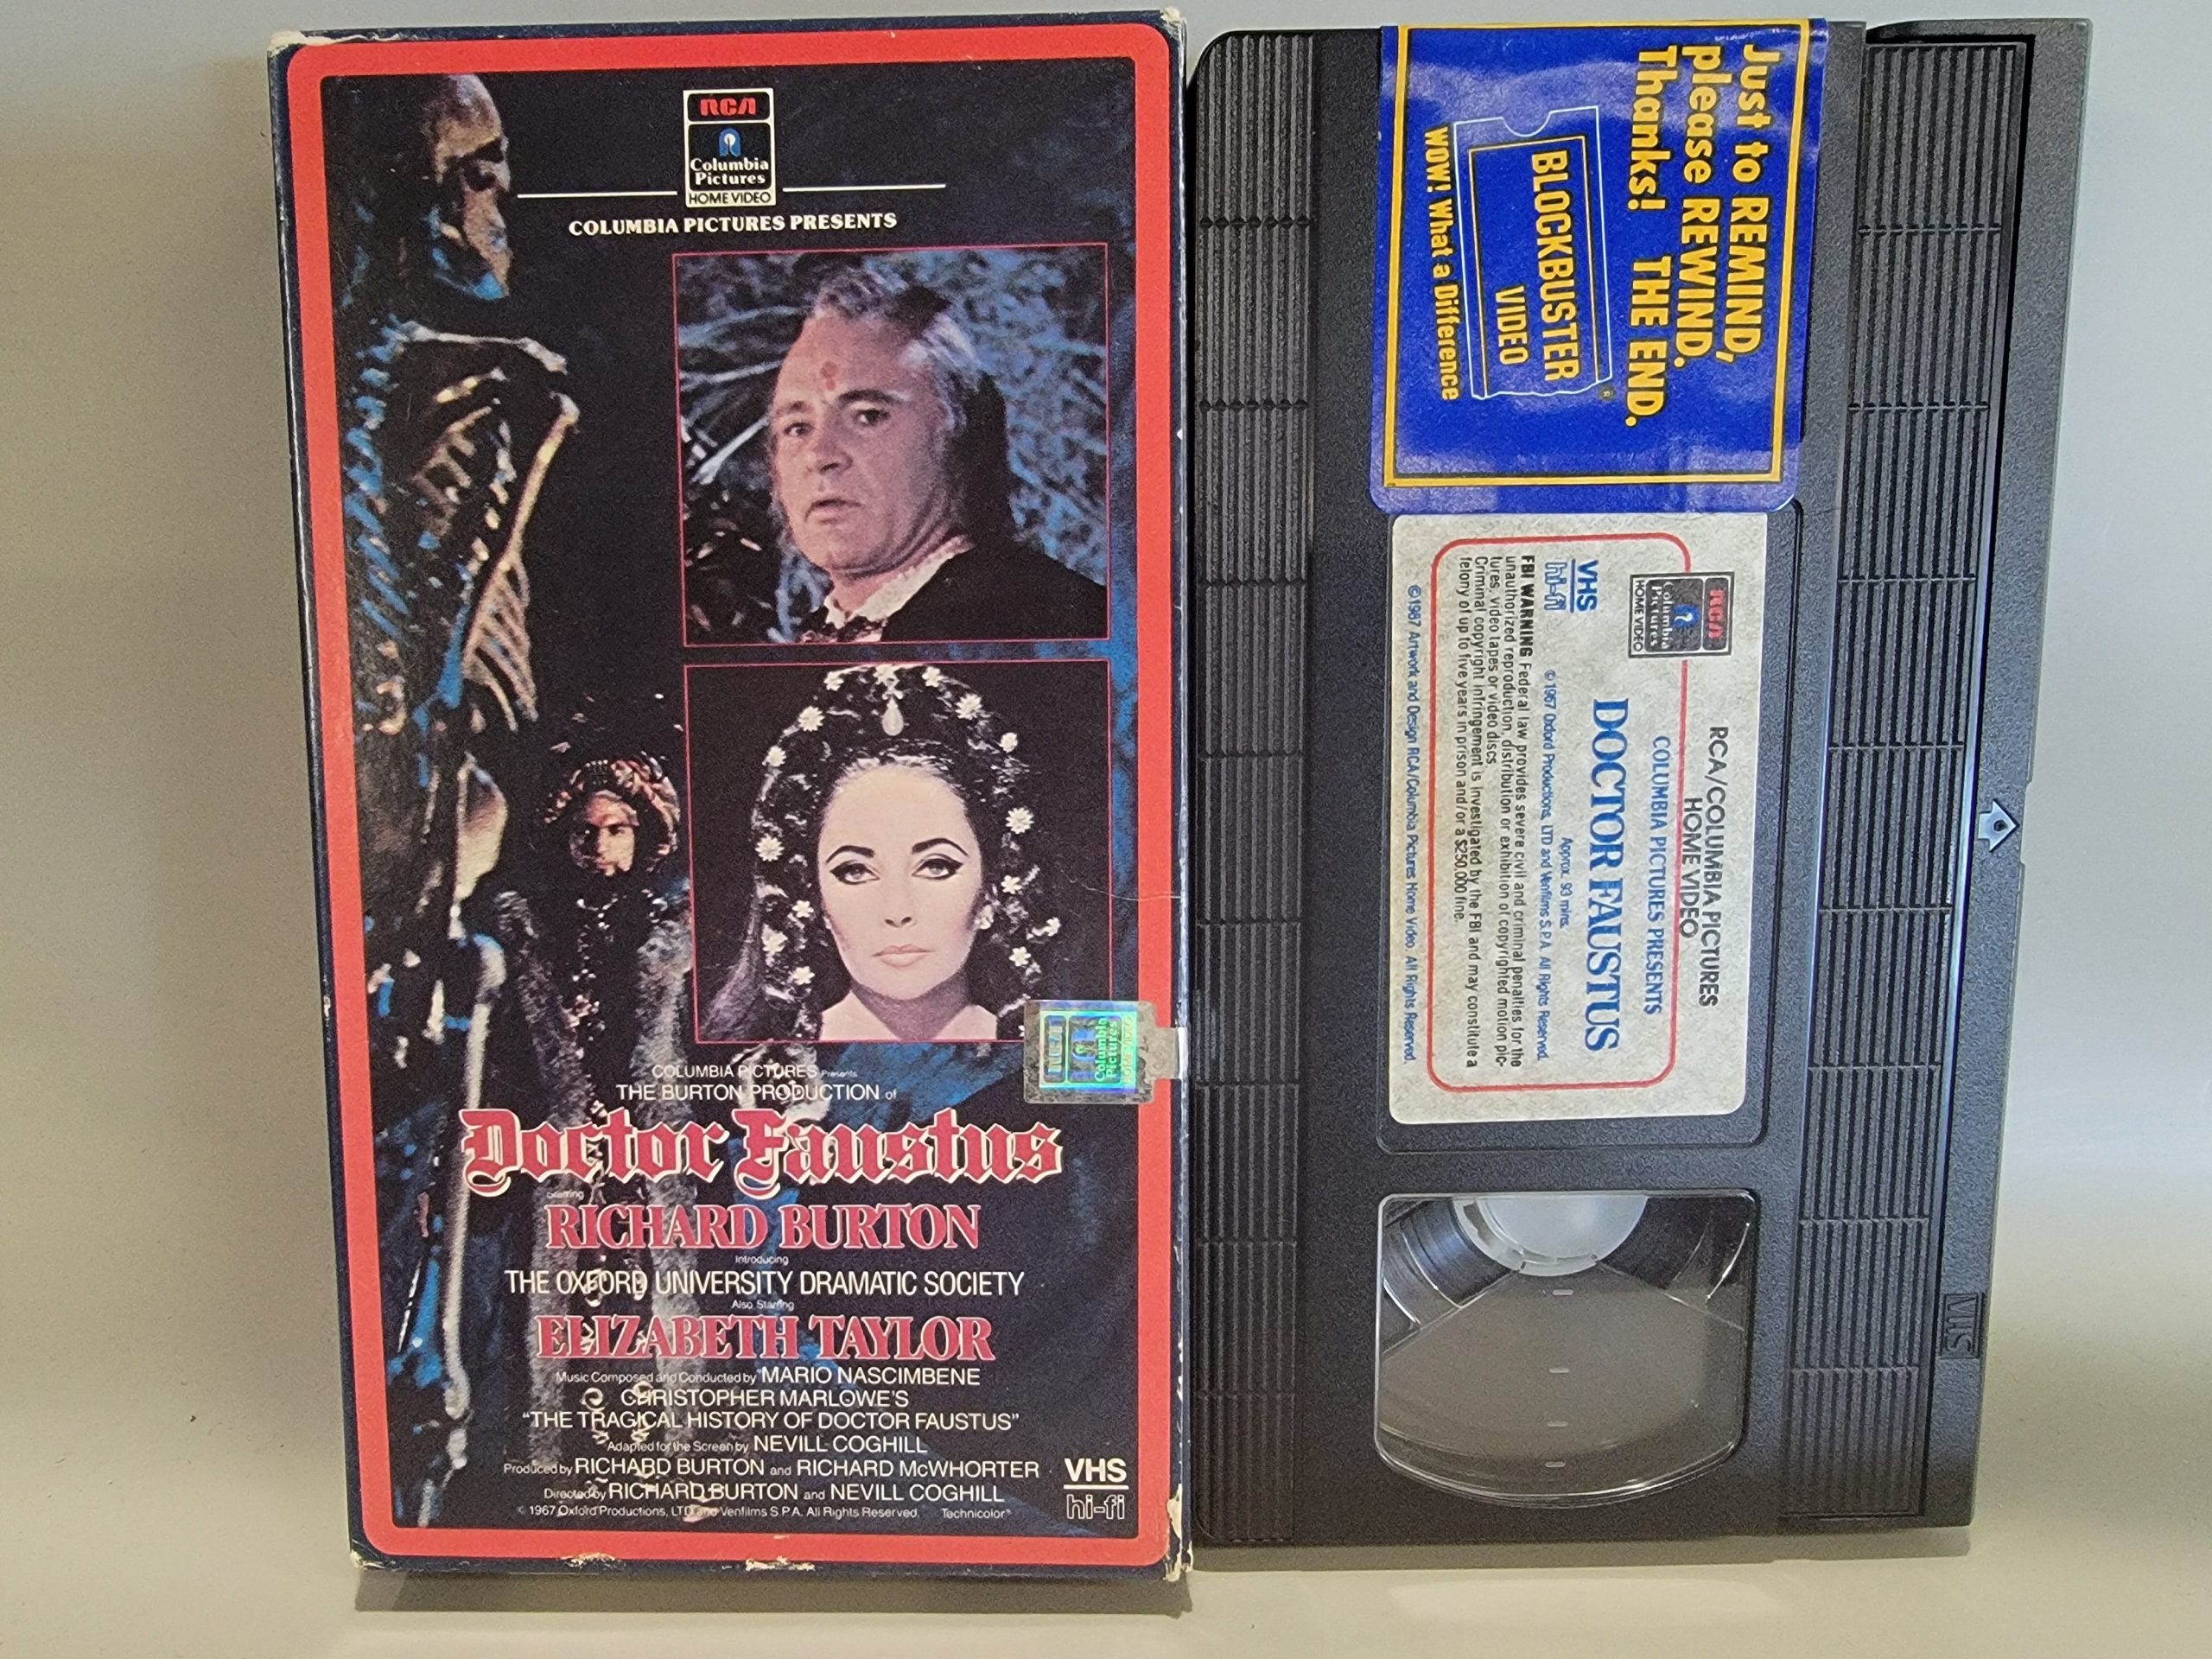 RCA
Columbia
Pictures
HOME VIDEO
COLUMBIA PICTURES PRESENTS
COLUMBIA PICTURES Presents
THE BURTON PRODUCTION of
Doctor Faustus
Starring
RICHARD BURTON
Introducing
THE OXFORD UNIVERSITY DRAMATIC SOCIETY
Also Starring
ELIZABETH TAYLOR
Music Composed and Conducted by MARIO NASCIMBENE
CHRISTOPHER MARLOWE'S
"THE TRAGICAL HISTORY OF DOCTOR FAUSTUS"
Adapted for the Screen by NEVILL COGHILL
Produced by RICHARD BURTON and RICHARD McWHORTER
Directed by RICHARD BURTON and NEVILL COGHILL
© 1967 Oxford Productions, LTD and Venfilms S.P.A. All Rights Reserved. Technicolor®
VHS
hi-fi
Columbia
Pictures
Just to REMIND,
please REWIND.
Thanks! THE END.
BLOCKBUSTER
VIDEO
®
WOW! What a Difference
RCA
Columbia
Pictures
HOME VIDEO
RCA/COLUMBIA PICTURES
HOME VIDEO
COLUMBIA PICTURES PRESENTS
DOCTOR FAUSTUS
VHS
hi-fi
Approx. 93 mins.
© 1967 Oxford Productions, LTD and Venfilms S.P.A. All Rights Reserved.
FBI WARNING Federal law provides severe civil and criminal penalties for the
unauthorized reproduction, distribution or exhibition of copyrighted motion pic-
tures, video tapes or video discs.
Criminal copyright infringement is investigated by the FBI and may constitute a
felony of up to five years in prison and/or a $250,000 fine.
©1987 Artwork and Design RCA/Columbia Pictures Home Video. All Rights Reserved.
VHS